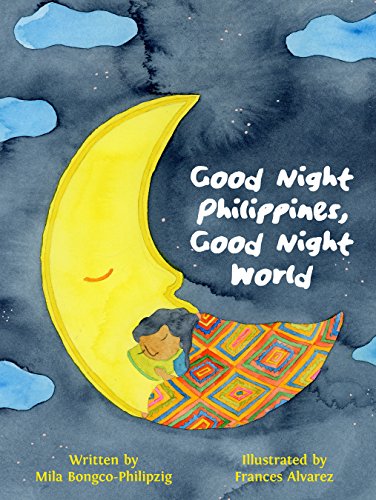 Good Night
Philippines,
Good Night
World
Written by
Mila Bongco-Philipzig
Illustrated by
Frances Alvarez